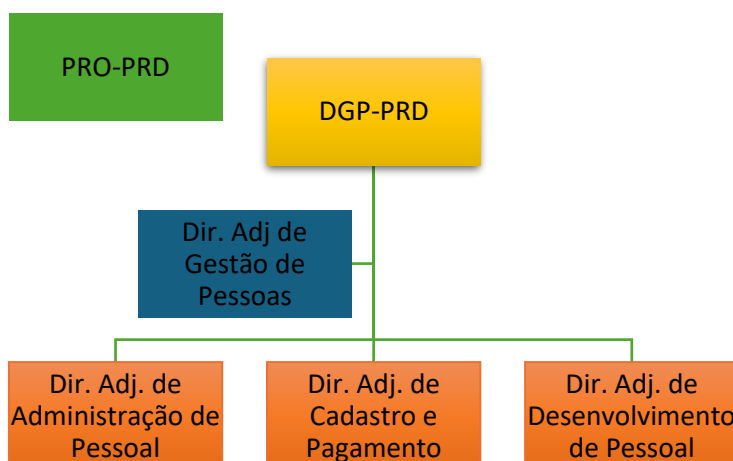 PRO-PRD
DGP-PRD
Dir. Adj de
Gestão de
Pessoas
Dir. Adj. de
Administração de
Pessoal
Dir. Adj. de
Cadastro e
Pagamento
Dir. Adj. de
Desenvolvimento
de Pessoal